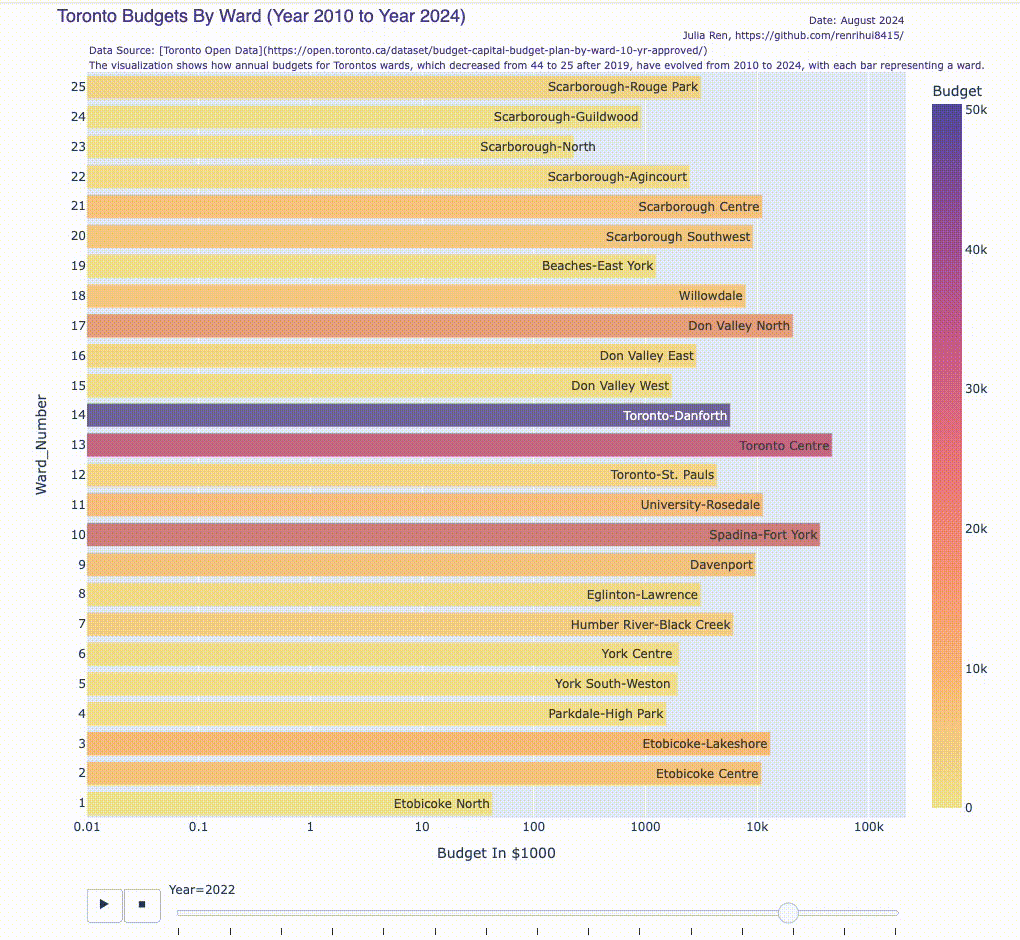 Toronto Budgets By Ward (Year 2010 to Year 2024)
Date: August 2024
Julia Ren, https://github.com/renrihui8415/
Data Source: [Toronto Open Data](https://open.toronto.ca/dataset/budget-capital-budget-plan-by-ward-10-yr-approved/)
The visualization shows how annual budgets for Torontos wards, which decreased from 44 to 25 after 2019, have evolved from 2010 to 2024, with each bar representing a ward.
Budget
50k
40k
30k
20k
10k
0
Ward_Number
25 Scarborough-Rouge Park
24 Scarborough-Guildwood
23 Scarborough-North
22 Scarborough-Agincourt
21 Scarborough Centre
20 Scarborough Southwest
19 Beaches-East York
18 Willowdale
17 Don Valley North
16 Don Valley East
15 Don Valley West
14 Toronto-Danforth
13 Toronto Centre
12 Toronto-St. Pauls
11 University-Rosedale
10 Spadina-Fort York
9 Davenport
8 Eglinton-Lawrence
7 Humber River-Black Creek
6 York Centre
5 York South-Weston
4 Parkdale-High Park
3 Etobicoke-Lakeshore
2 Etobicoke Centre
1 Etobicoke North
0.01 0.1 1 10 100 1000 10k 100k
Budget In $1000
Year=2022